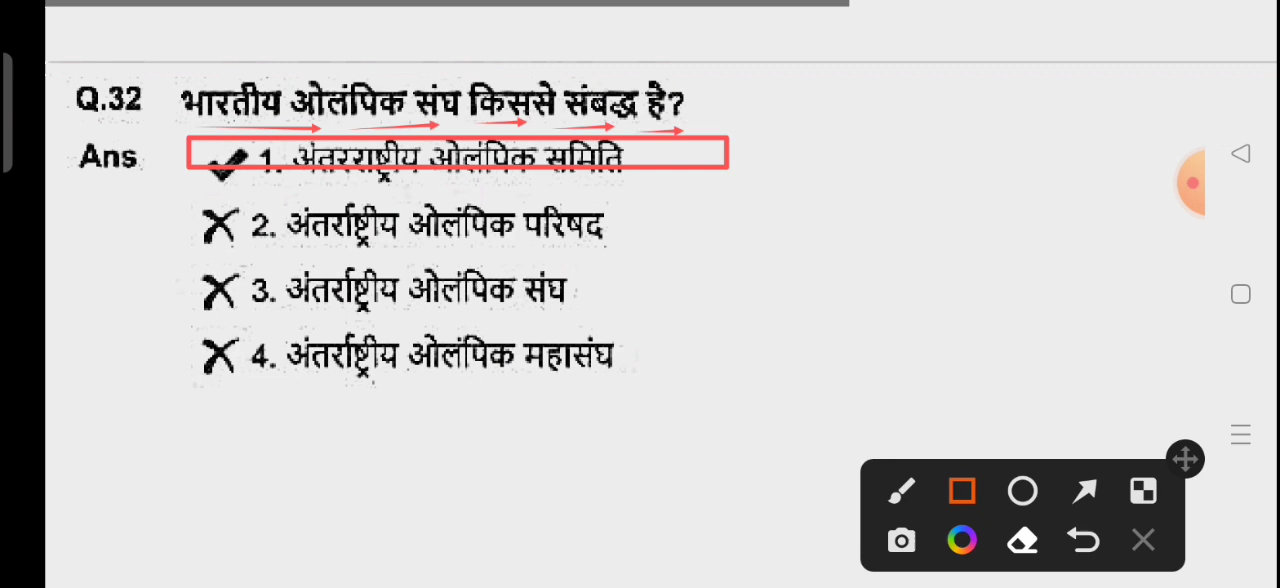 Q.32 भारतीय ओलंपिक संघ किससे संबद्ध है?
Ans 1. अंतरराष्ट्रीय ओलंपिक समिति
2. अंतर्राष्ट्रीय ओलंपिक परिषद
3. अंतर्राष्ट्रीय ओलंपिक संघ
4. अंतर्राष्ट्रीय ओलंपिक महासंघ